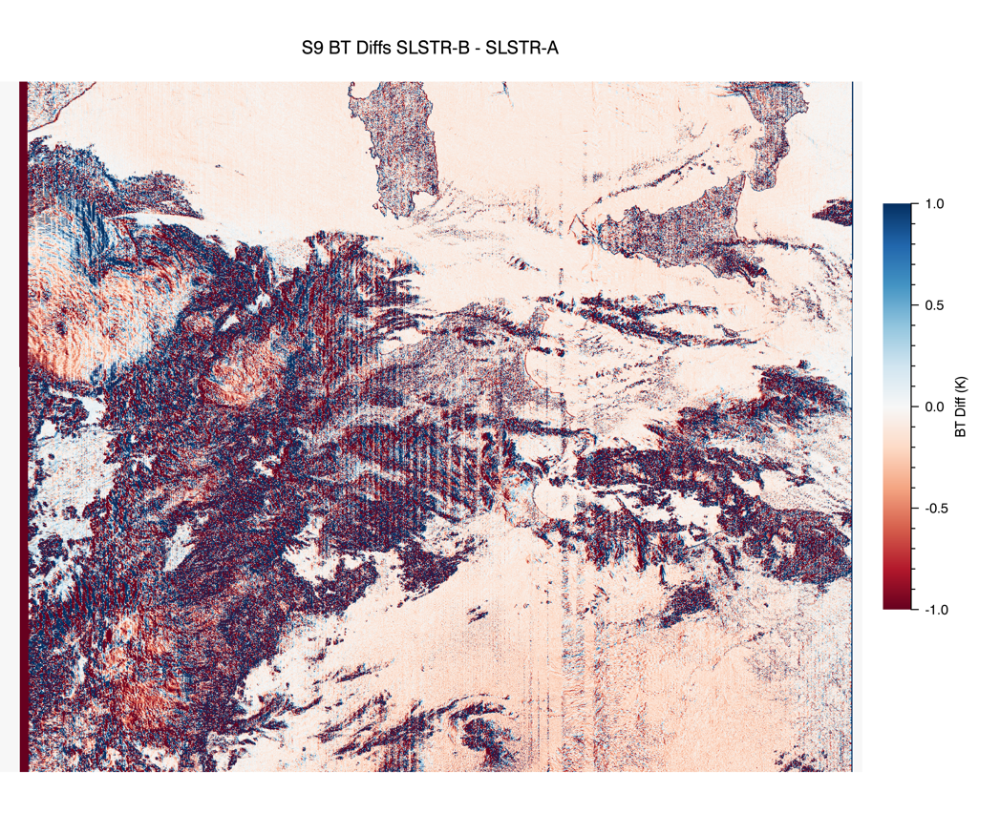 S9 BT Diffs SLSTR-B - SLSTR-A
1.0
0.5
0.0
-0.5
-1.0
BT Diff (K)